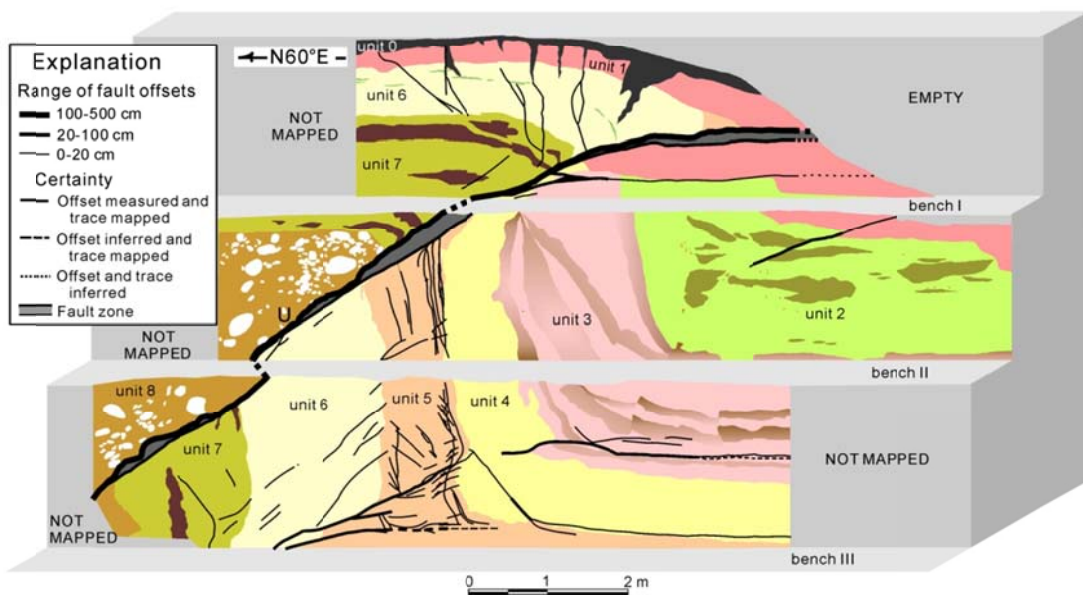 Explanation
Range of fault offsets
100-500 cm
20-100 cm
0-20 cm
Certainty
Offset measured and
trace mapped
Offset inferred and
trace mapped
Offset and trace
inferred
Fault zone
N60°E
unit 0
unit 1
unit 6
NOT
MAPPED
EMPTY
unit 7
bench I
U
unit 3
unit 2
NOT
MAPPED
bench II
unit 8
unit 6
unit 5
unit 4
unit 7
NOT MAPPED
NOT
MAPPED
bench III
0 1 2 m